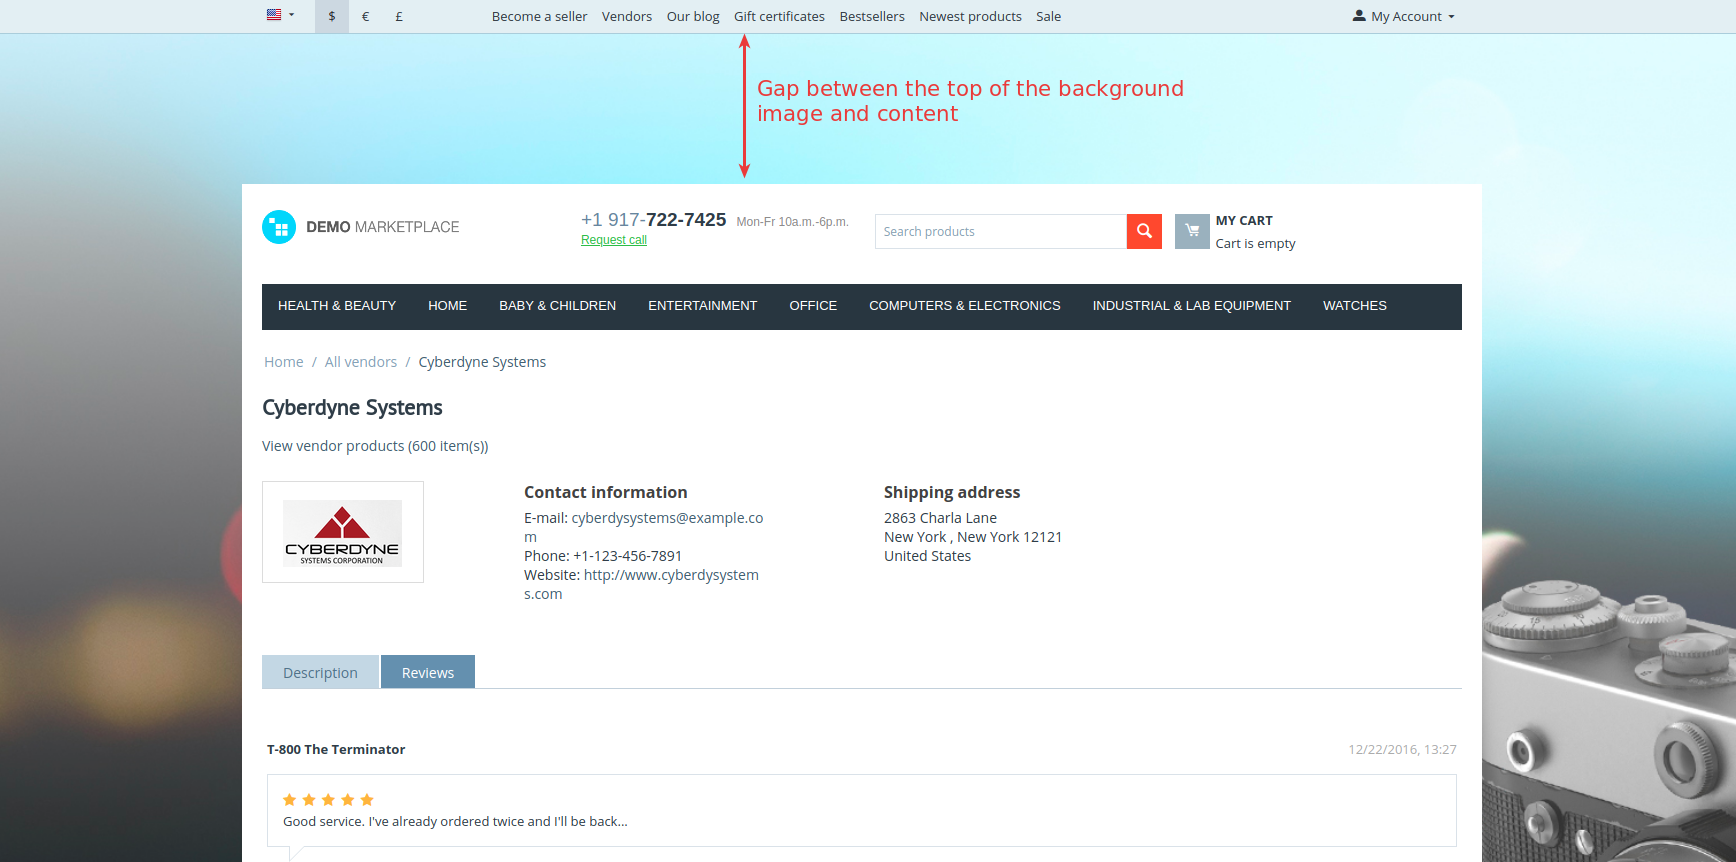 $ € £ Become a seller Vendors Our blog Gift certificates Bestsellers Newest products Sale My Account
Gap between the top of the background
image and content
DEMO MARKETPLACE
+1 917-722-7425 Mon-Fr 10a.m.-6p.m.
Request call
Search products
MY CART
Cart is empty
HEALTH & BEAUTY HOME BABY & CHILDREN ENTERTAINMENT OFFICE COMPUTERS & ELECTRONICS INDUSTRIAL & LAB EQUIPMENT WATCHES
Home / All vendors / Cyberdyne Systems
Cyberdyne Systems
View vendor products (600 item(s))
CYBERDYNE
SYSTEMS CORPORATION
Contact information
E-mail: cyberdysystems@example.co
m
Phone: +1-123-456-7891
Website: http://www.cyberdysystem
s.com
Shipping address
2863 Charla Lane
New York , New York 12121
United States
Description Reviews
T-800 The Terminator 12/22/2016, 13:27
Good service. I've already ordered twice and I'll be back...